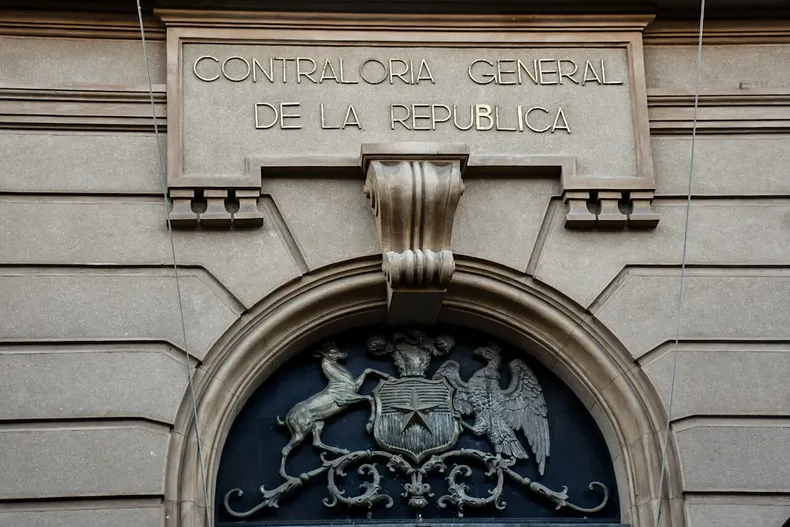 CONTRALORIA GENERAL
DE LA REPUBLICA